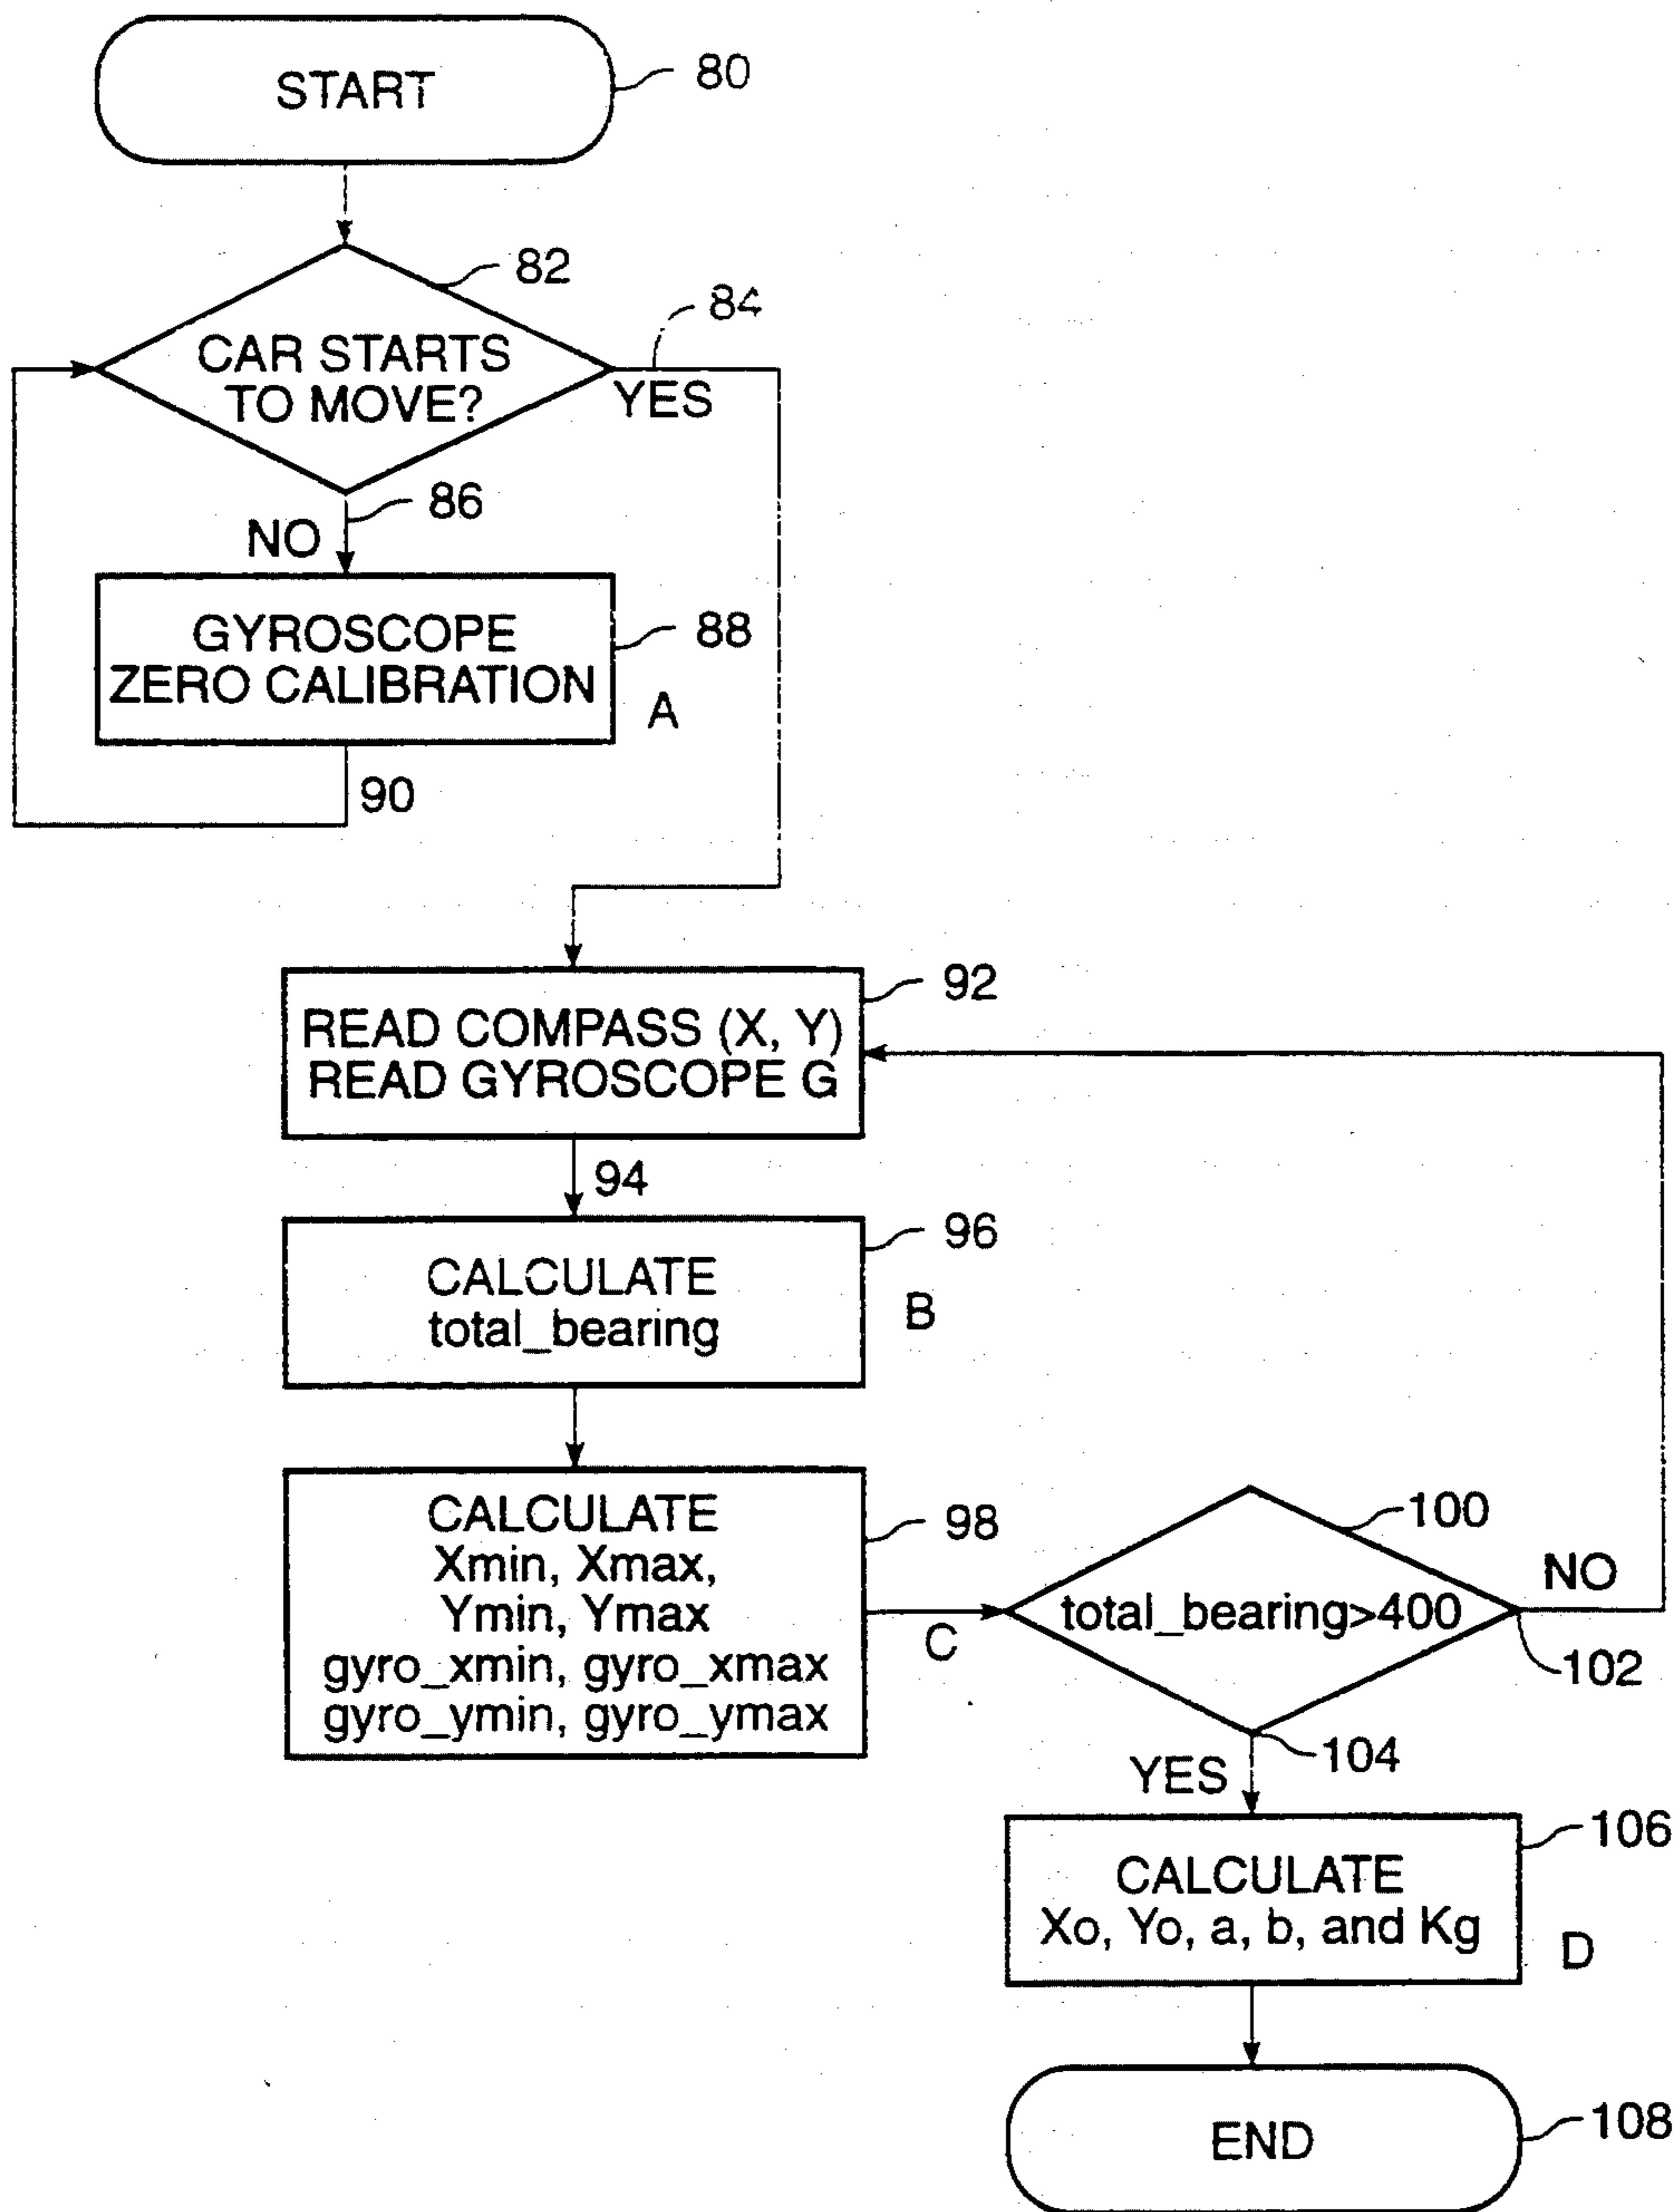 START
80
82
84
CAR STARTS
TO MOVE?
YES
86
NO
GYROSCOPE
ZERO CALIBRATION
88
A
90
READ COMPASS (X, Y)
READ GYROSCOPE G
92
94
CALCULATE
total_bearing
96
B
CALCULATE
Xmin, Xmax,
Ymin, Ymax
gyro_xmin, gyro_xmax
gyro_ymin, gyro_ymax
98
C
total_bearing>400
100
NO
102
104
YES
CALCULATE
Xo, Yo, a, b, and Kg
106
D
END
108